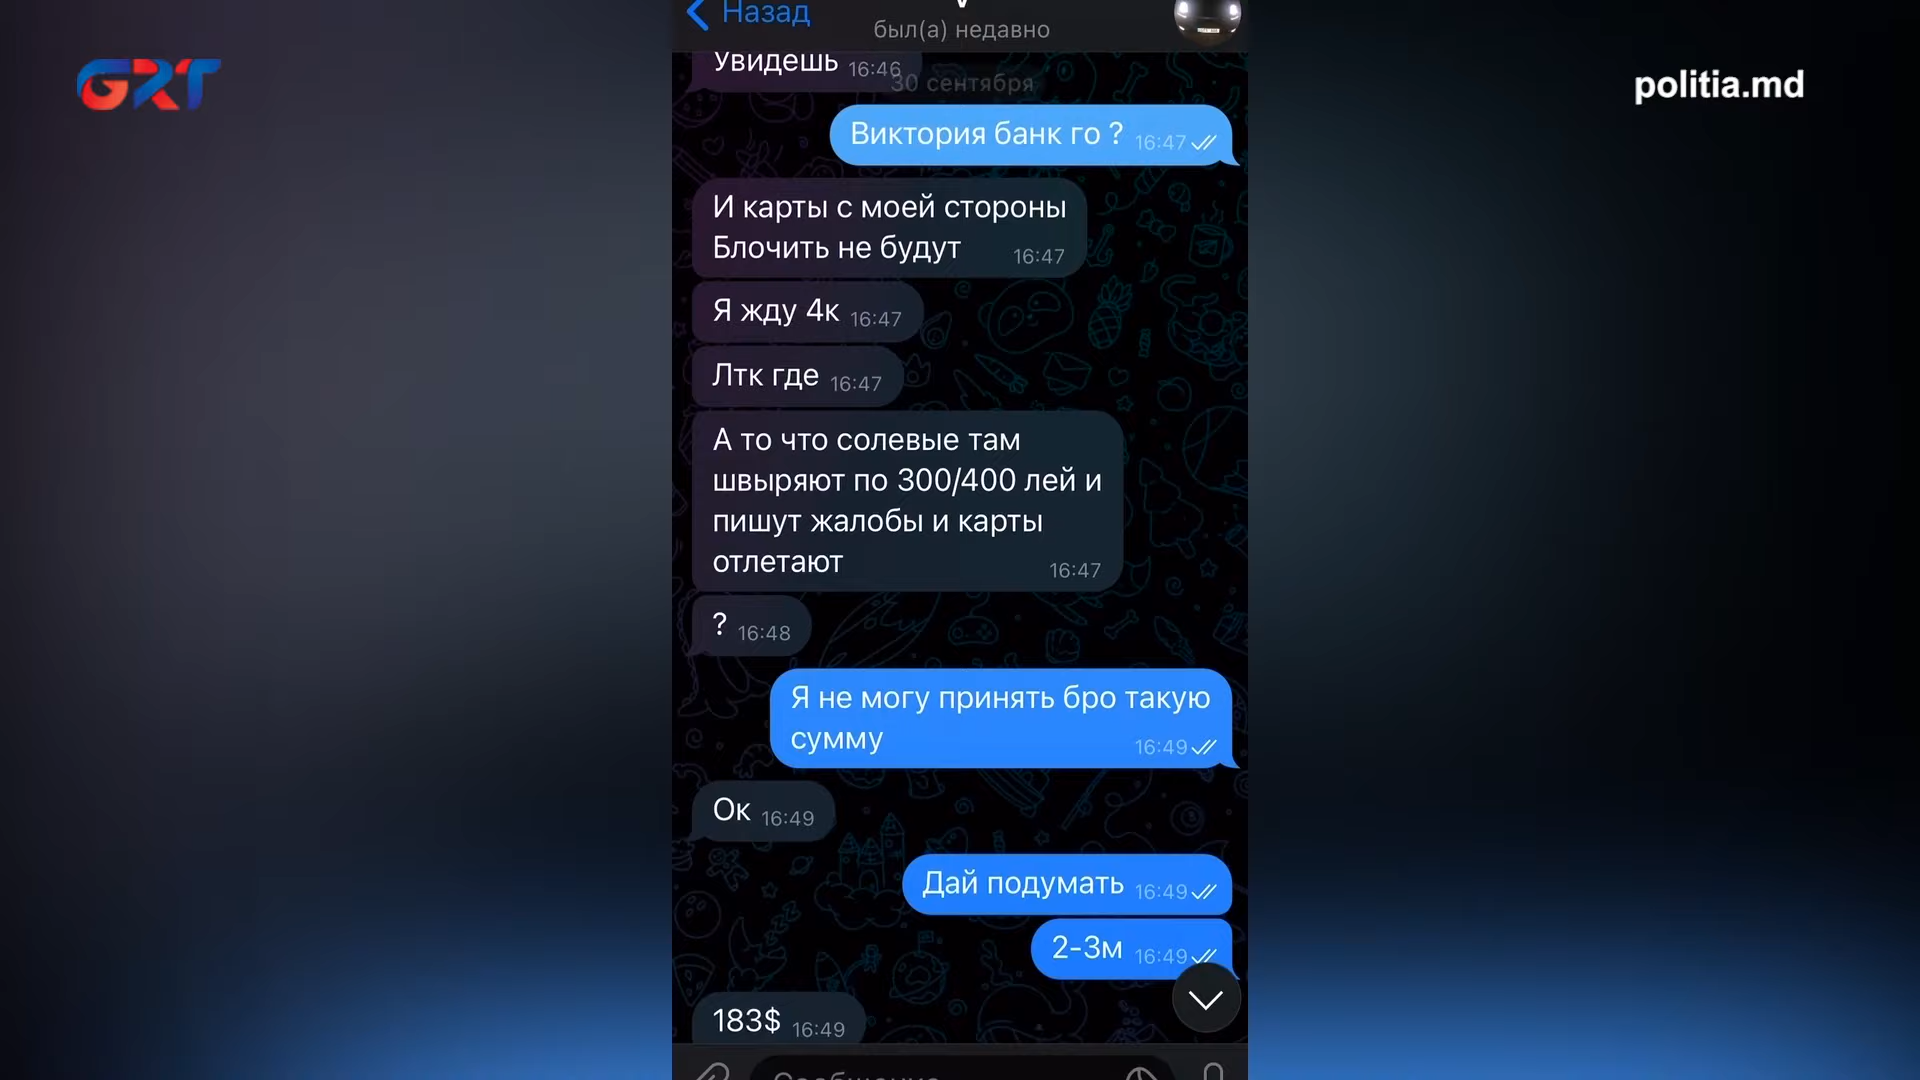 GRT
politia.md
Назад
был(а) недавно
Увидешь 16:46
30 сентября
Виктория банк го ? 16:47
И карты с моей стороны
Блочить не будут 16:47
Я жду 4к 16:47
Лтк где 16:47
А то что солевые там
швыряют по 300/400 лей и
пишут жалобы и карты
отлетают 16:47
? 16:48
Я не могу принять бро такую
сумму 16:49
Ок 16:49
Дай подумать 16:49
2-3м 16:49
183$ 16:49
Сообщение